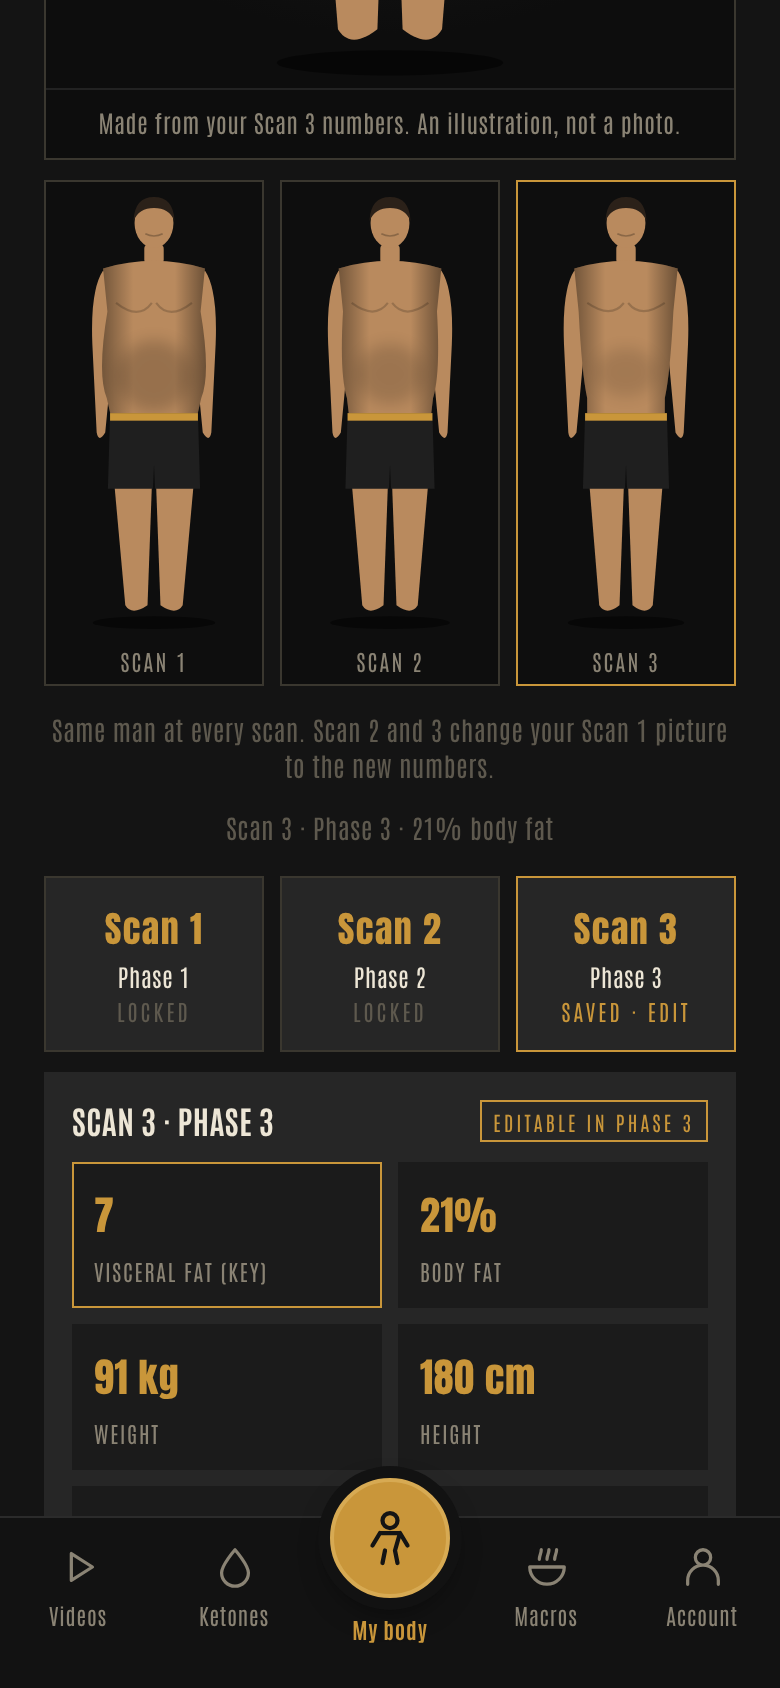 Made from your Scan 3 numbers. An illustration, not a photo.
SCAN 1
SCAN 2
SCAN 3
Same man at every scan. Scan 2 and 3 change your Scan 1 picture
to the new numbers.
Scan 3 · Phase 3 · 21% body fat
Scan 1
Phase 1
LOCKED
Scan 2
Phase 2
LOCKED
Scan 3
Phase 3
SAVED · EDIT
SCAN 3 · PHASE 3
EDITABLE IN PHASE 3
7
VISCERAL FAT (KEY)
21%
BODY FAT
91 kg
WEIGHT
180 cm
HEIGHT
Videos
Ketones
My body
Macros
Account